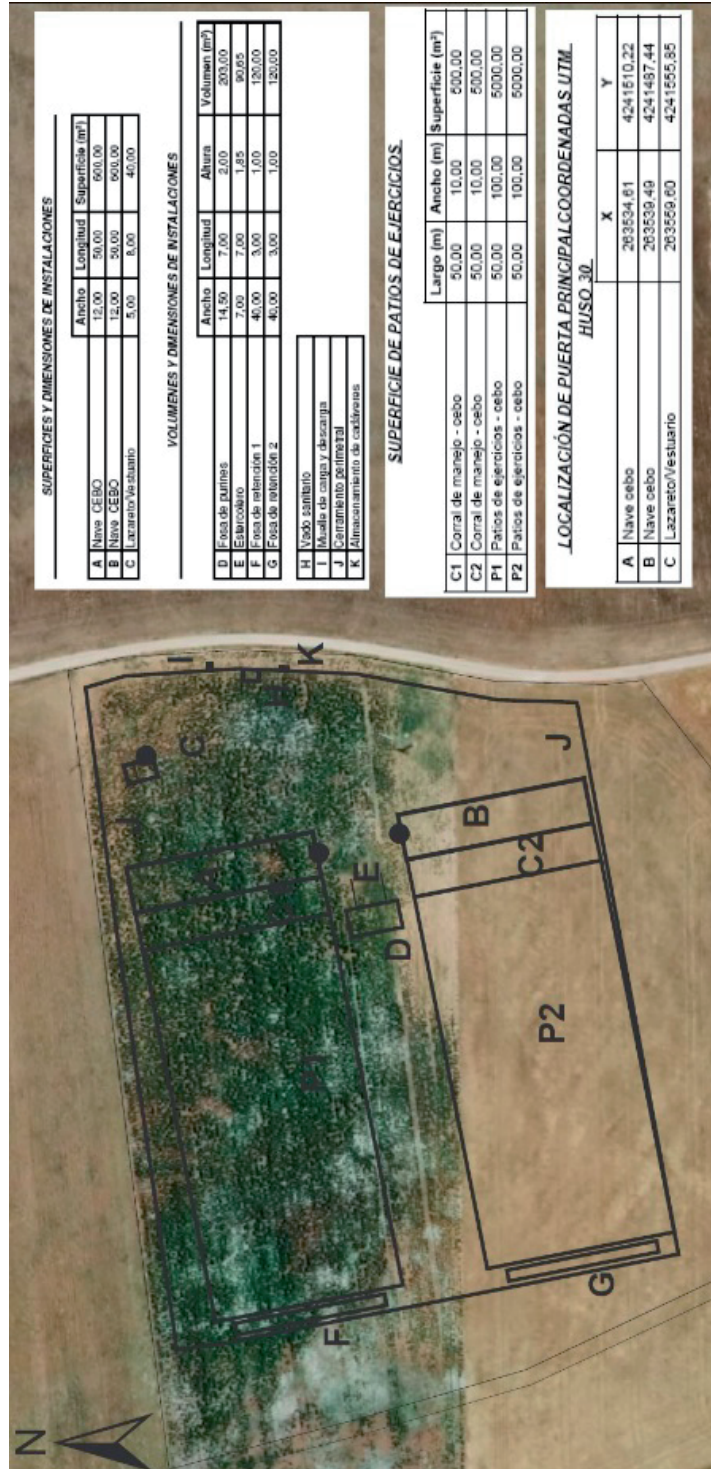 SUPERFICIES Y DIMENSIONES DE INSTALACIONES
Ancho Longitud Superficie (m²)
A Nave CEBO 12,00 50,00 600,00
B Nave CEBO 12,00 50,00 600,00
C Lazareto/Vestuario 5,00 8,00 40,00
VOLUMENES Y DIMENSIONES DE INSTALACIONES
Ancho Longitud Altura Volumen (m³)
D Fosa de purines 14,50 7,00 2,00 203,00
E Estercolero 7,00 7,00 1,85 90,65
F Fosa de retención 1 40,00 3,00 1,00 120,00
G Fosa de retención 2 40,00 3,00 1,00 120,00
H Vado sanitario
I Muelle de carga y descarga
J Cerramiento perimetral
K Almacenamiento de cadáveres
SUPERFICIE DE PATIOS DE EJERCICIOS
Largo (m) Ancho (m) Superficie (m²)
C1 Corral de manejo - cebo 50,00 10,00 500,00
C2 Corral de manejo - cebo 50,00 10,00 500,00
P1 Patios de ejercicios - cebo 50,00 100,00 5000,00
P2 Patios de ejercicios - cebo 50,00 100,00 5000,00
LOCALIZACIÓN DE PUERTA PRINCIPAL COORDENADAS UTM
HUSO 30
X Y
A Nave cebo 263534,61 4241510,22
B Nave cebo 263539,49 4241487,44
C Lazareto/Vestuario 263559,60 4241555,85
N
I
C
H
K
J
A
C1
E
D
B
C2
J
P1
P2
F
G